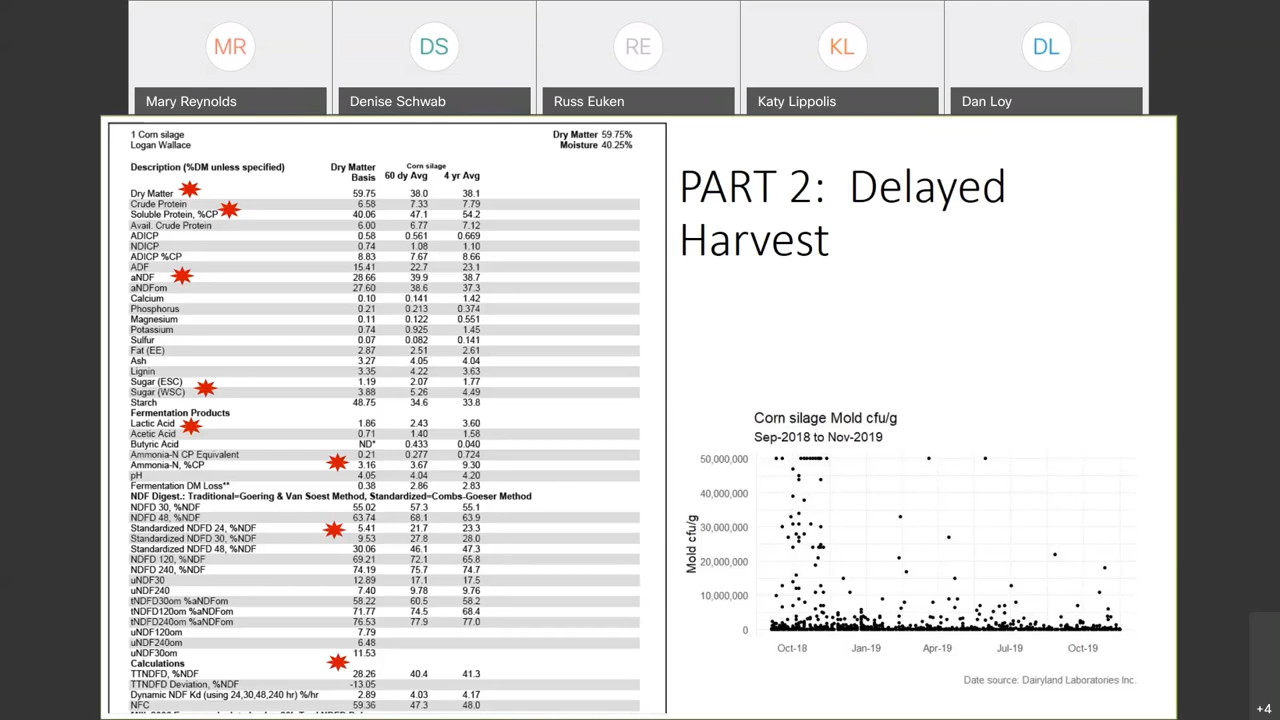 MR
DS
RE
KL
DL
Mary Reynolds
Denise Schwab
Russ Euken
Katy Lippolis
Dan Loy
1 Corn silage
Logan Wallace
Dry Matter 59.75%
Moisture 40.25%
Description (%DM unless specified) Dry Matter Basis Corn silage 60 dy Avg 4 yr Avg
Dry Matter 59.75 38.0 38.1
Crude Protein 6.58 7.33 7.79
Soluble Protein, %CP 40.06 47.1 54.2
Avail. Crude Protein 6.00 6.77 7.12
ADICP 0.58 0.561 0.669
NDICP 0.74 1.08 1.10
ADICP %CP 8.83 7.67 8.66
ADF 15.41 22.7 23.1
aNDF 28.66 39.9 38.7
aNDFom 27.60 38.6 37.3
Calcium 0.10 0.141 1.42
Phosphorus 0.21 0.213 0.374
Magnesium 0.11 0.122 0.551
Potassium 0.74 0.925 1.45
Sulfur 0.07 0.082 0.141
Fat (EE) 2.87 2.51 2.61
Ash 3.27 4.05 4.04
Lignin 3.35 4.22 3.63
Sugar (ESC) 1.19 2.07 1.77
Sugar (WSC) 3.88 5.26 4.49
Starch 48.75 34.6 33.8
Fermentation Products
Lactic Acid 1.86 2.43 3.60
Acetic Acid 0.71 1.40 1.58
Butyric Acid ND* 0.433 0.040
Ammonia-N CP Equivalent 0.21 0.277 0.724
Ammonia-N, %CP 3.16 3.67 9.30
pH 4.05 4.04 4.20
Fermentation DM Loss** 0.38 2.86 2.83
NDF Digest.: Traditional=Goering & Van Soest Method, Standardized=Combs-Goeser Method
NDFD 30, %NDF 55.02 57.3 55.1
NDFD 48, %NDF 63.74 68.1 63.9
Standardized NDFD 24, %NDF 5.41 21.7 23.3
Standardized NDFD 30, %NDF 9.53 27.8 28.0
Standardized NDFD 48, %NDF 30.06 46.1 47.3
NDFD 120, %NDF 69.21 72.1 65.8
NDFD 240, %NDF 74.19 75.7 74.7
uNDF30 12.89 17.1 17.5
uNDF240 7.40 9.78 9.76
tNDFD30om %aNDFom 58.22 60.5 58.2
tNDFD120om %aNDFom 71.77 74.5 68.4
tNDFD240om %aNDFom 76.53 77.9 77.0
uNDF120om 7.79
uNDF240om 6.48
uNDF30om 11.53
Calculations
TTNDFD, %NDF 28.26 40.4 41.3
TTNDFD Deviation, %NDF -13.05
Dynamic NDF Kd (using 24,30,48,240 hr) %/hr 2.89 4.03 4.17
NFC 59.36 47.3 48.0
PART 2: Delayed
Harvest
Corn silage Mold cfu/g
Sep-2018 to Nov-2019
Mold cfu/g
50,000,000
40,000,000
30,000,000
20,000,000
10,000,000
0
Oct-18 Jan-19 Apr-19 Jul-19 Oct-19
Date source: Dairyland Laboratories Inc.
+4